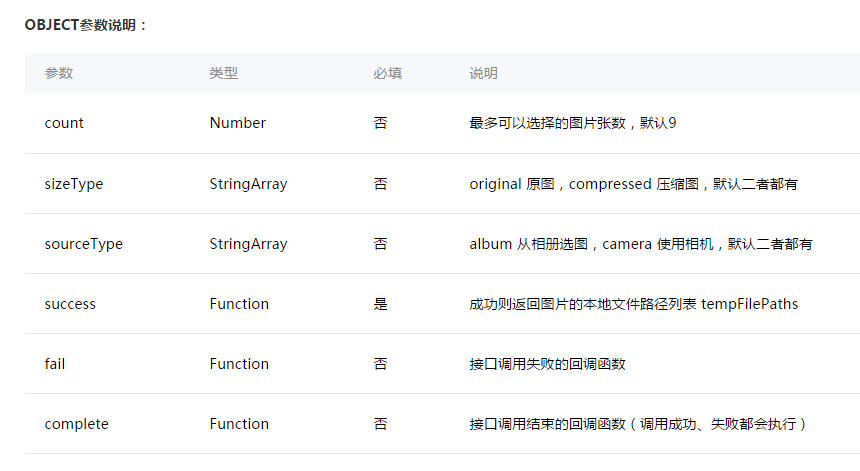 OBJECT参数说明：
参数 类型 必填 说明
count Number 否 最多可以选择的图片张数，默认9
sizeType StringArray 否 original 原图，compressed 压缩图，默认二者都有
sourceType StringArray 否 album 从相册选图，camera 使用相机，默认二者都有
success Function 是 成功则返回图片的本地文件路径列表 tempFilePaths
fail Function 否 接口调用失败的回调函数
complete Function 否 接口调用结束的回调函数（调用成功、失败都会执行）